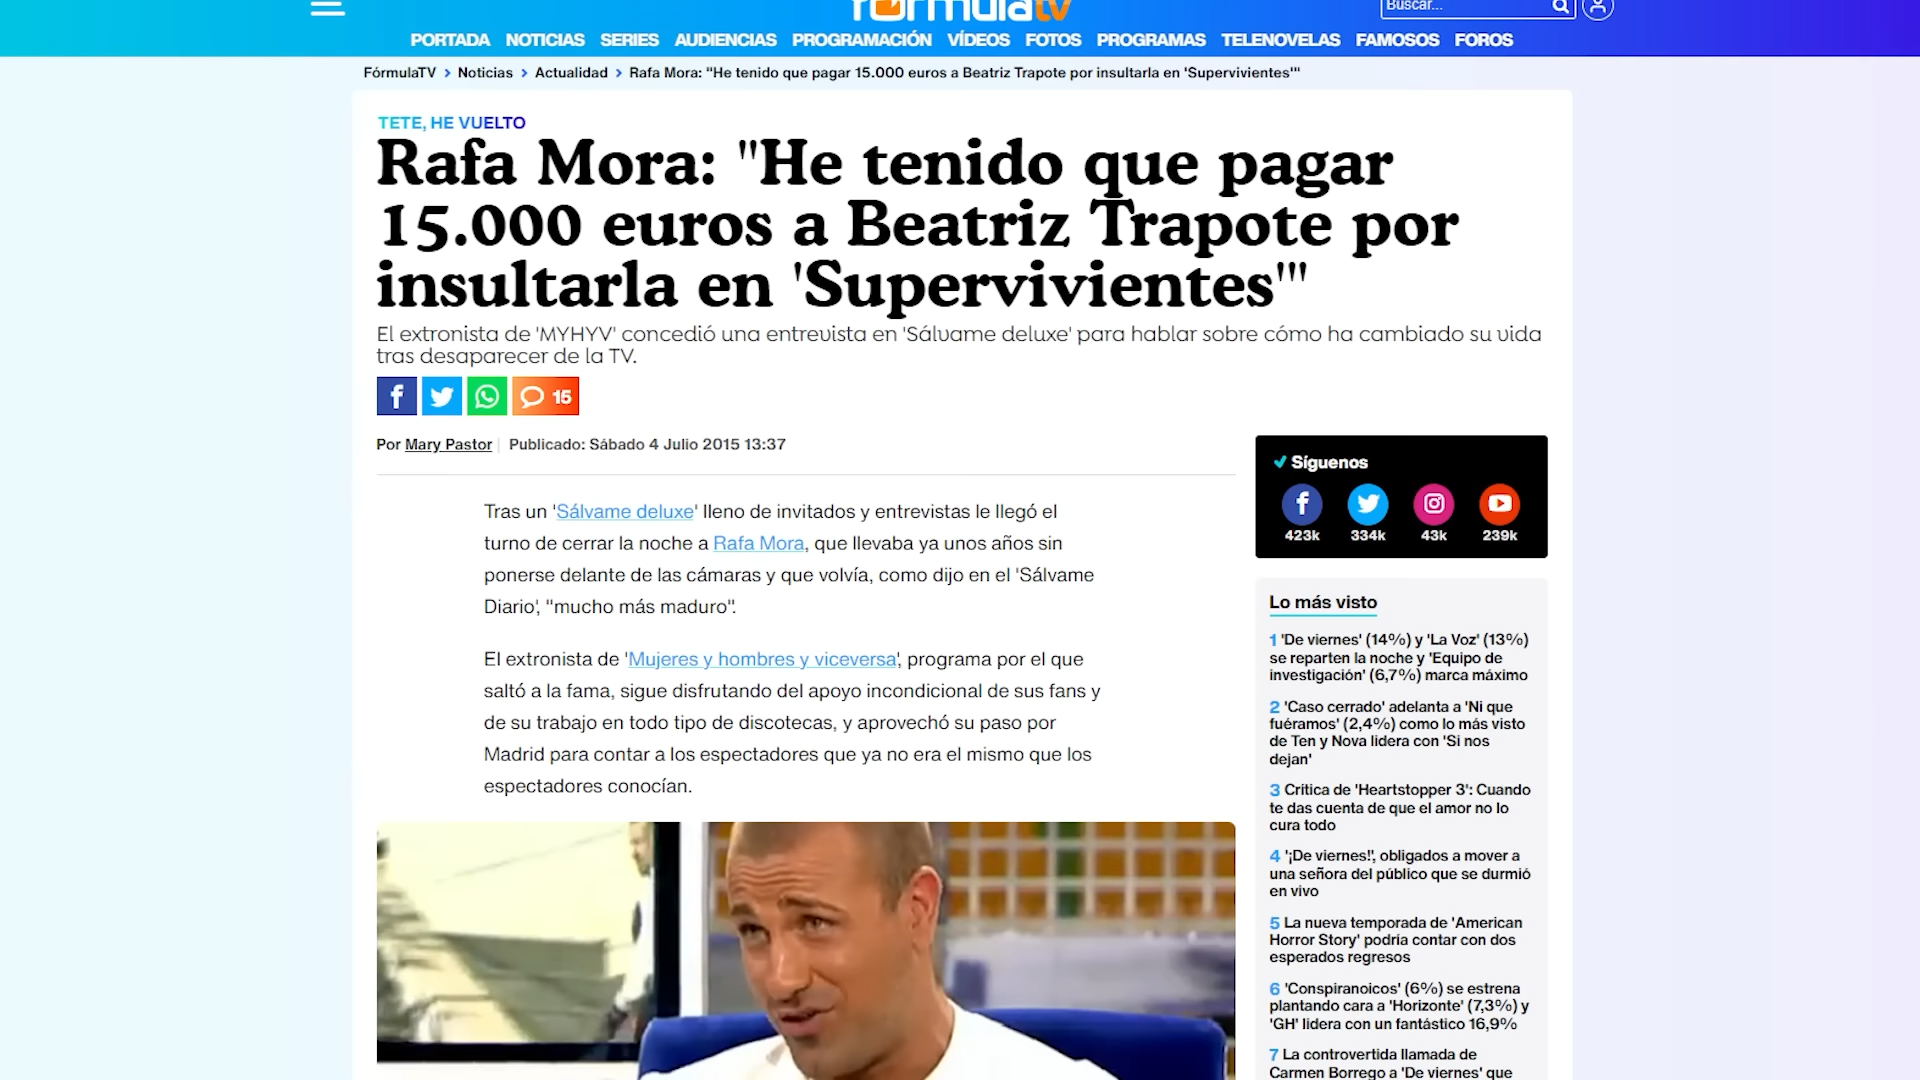 fórmulatv
Buscar...
PORTADA NOTICIAS SERIES AUDIENCIAS PROGRAMACIÓN VÍDEOS FOTOS PROGRAMAS TELENOVELAS FAMOSOS FOROS
FórmulaTV > Noticias > Actualidad > Rafa Mora: "He tenido que pagar 15.000 euros a Beatriz Trapote por insultarla en 'Supervivientes'"
TETE, HE VUELTO
Rafa Mora: "He tenido que pagar
15.000 euros a Beatriz Trapote por
insultarla en 'Supervivientes'"
El extronista de 'MYHYV' concedió una entrevista en 'Sálvame deluxe' para hablar sobre cómo ha cambiado su vida
tras desaparecer de la TV.
15
Por Mary Pastor | Publicado: Sábado 4 Julio 2015 13:37
Tras un 'Sálvame deluxe' lleno de invitados y entrevistas le llegó el
turno de cerrar la noche a Rafa Mora, que llevaba ya unos años sin
ponerse delante de las cámaras y que volvía, como dijo en el 'Sálvame
Diario', "mucho más maduro".
El extronista de 'Mujeres y hombres y viceversa', programa por el que
saltó a la fama, sigue disfrutando del apoyo incondicional de sus fans y
de su trabajo en todo tipo de discotecas, y aprovechó su paso por
Madrid para contar a los espectadores que ya no era el mismo que los
espectadores conocían.
Síguenos
423k 334k 43k 239k
Lo más visto
1 'De viernes' (14%) y 'La Voz' (13%)
se reparten la noche y 'Equipo de
investigación' (6,7%) marca máximo
2 'Caso cerrado' adelanta a 'Ni que
fuéramos' (2,4%) como lo más visto
de Ten y Nova lidera con 'Si nos
dejan'
3 Crítica de 'Heartstopper 3': Cuando
te das cuenta de que el amor no lo
cura todo
4 '¡De viernes!', obligados a mover a
una señora del público que se durmió
en vivo
5 La nueva temporada de 'American
Horror Story' podría contar con dos
esperados regresos
6 'Conspiranoicos' (6%) se estrena
plantando cara a 'Horizonte' (7,3%) y
'GH' lidera con un fantástico 16,9%
7 La controvertida llamada de
Carmen Borrego a 'De viernes' que